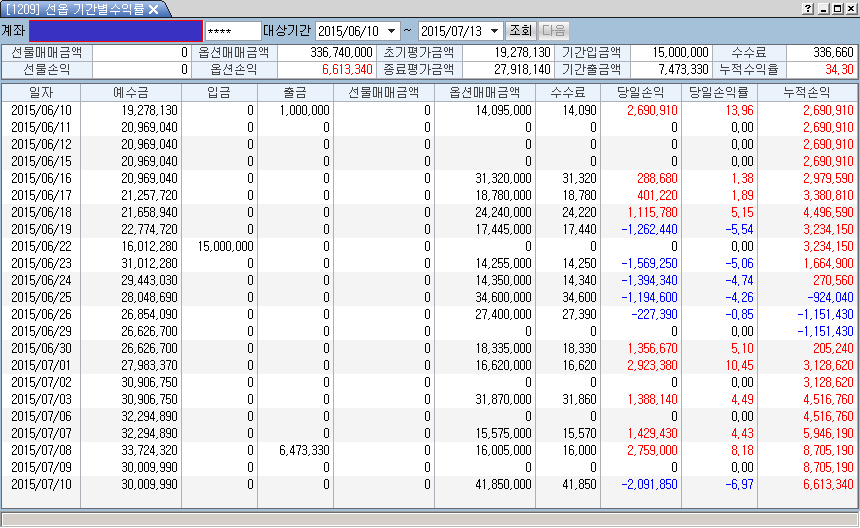 [1209] 선옵 기간별수익률
계좌 **** 대상기간 2015/06/10 ~ 2015/07/13 조회 다음
선물매매금액 0 옵션매매금액 336,740,000 초기평가금액 19,278,130 기간입금액 15,000,000 수수료 336,660
선물손익 0 옵션손익 6,613,340 종료평가금액 27,918,140 기간출금액 7,473,330 누적수익률 34,30
일자 예수금 입금 출금 선물매매금액 옵션매매금액 수수료 당일손익 당일손익률 누적손익
2015/06/10 19,278,130 0 1,000,000 0 14,095,000 14,090 2,690,910 13,96 2,690,910
2015/06/11 20,969,040 0 0 0 0 0 0 0,00 2,690,910
2015/06/12 20,969,040 0 0 0 0 0 0 0,00 2,690,910
2015/06/15 20,969,040 0 0 0 0 0 0 0,00 2,690,910
2015/06/16 20,969,040 0 0 0 31,320,000 31,320 288,680 1,38 2,979,590
2015/06/17 21,257,720 0 0 0 18,780,000 18,780 401,220 1,89 3,380,810
2015/06/18 21,658,940 0 0 0 24,240,000 24,220 1,115,780 5,15 4,496,590
2015/06/19 22,774,720 0 0 0 17,445,000 17,440 -1,262,440 -5,54 3,234,150
2015/06/22 16,012,280 15,000,000 0 0 0 0 0 0,00 3,234,150
2015/06/23 31,012,280 0 0 0 14,255,000 14,250 -1,569,250 -5,06 1,664,900
2015/06/24 29,443,030 0 0 0 14,350,000 14,340 -1,394,340 -4,74 270,560
2015/06/25 28,048,690 0 0 0 34,600,000 34,600 -1,194,600 -4,26 -924,040
2015/06/26 26,854,090 0 0 0 27,400,000 27,390 -227,390 -0,85 -1,151,430
2015/06/29 26,626,700 0 0 0 0 0 0 0,00 -1,151,430
2015/06/30 26,626,700 0 0 0 18,335,000 18,330 1,356,670 5,10 205,240
2015/07/01 27,983,370 0 0 0 16,620,000 16,620 2,923,380 10,45 3,128,620
2015/07/02 30,906,750 0 0 0 0 0 0 0,00 3,128,620
2015/07/03 30,906,750 0 0 0 31,870,000 31,860 1,388,140 4,49 4,516,760
2015/07/06 32,294,890 0 0 0 0 0 0 0,00 4,516,760
2015/07/07 32,294,890 0 0 0 15,575,000 15,570 1,429,430 4,43 5,946,190
2015/07/08 33,724,320 0 6,473,330 0 16,005,000 16,000 2,759,000 8,18 8,705,190
2015/07/09 30,009,990 0 0 0 0 0 0 0,00 8,705,190
2015/07/10 30,009,990 0 0 0 41,850,000 41,850 -2,091,850 -6,97 6,613,340